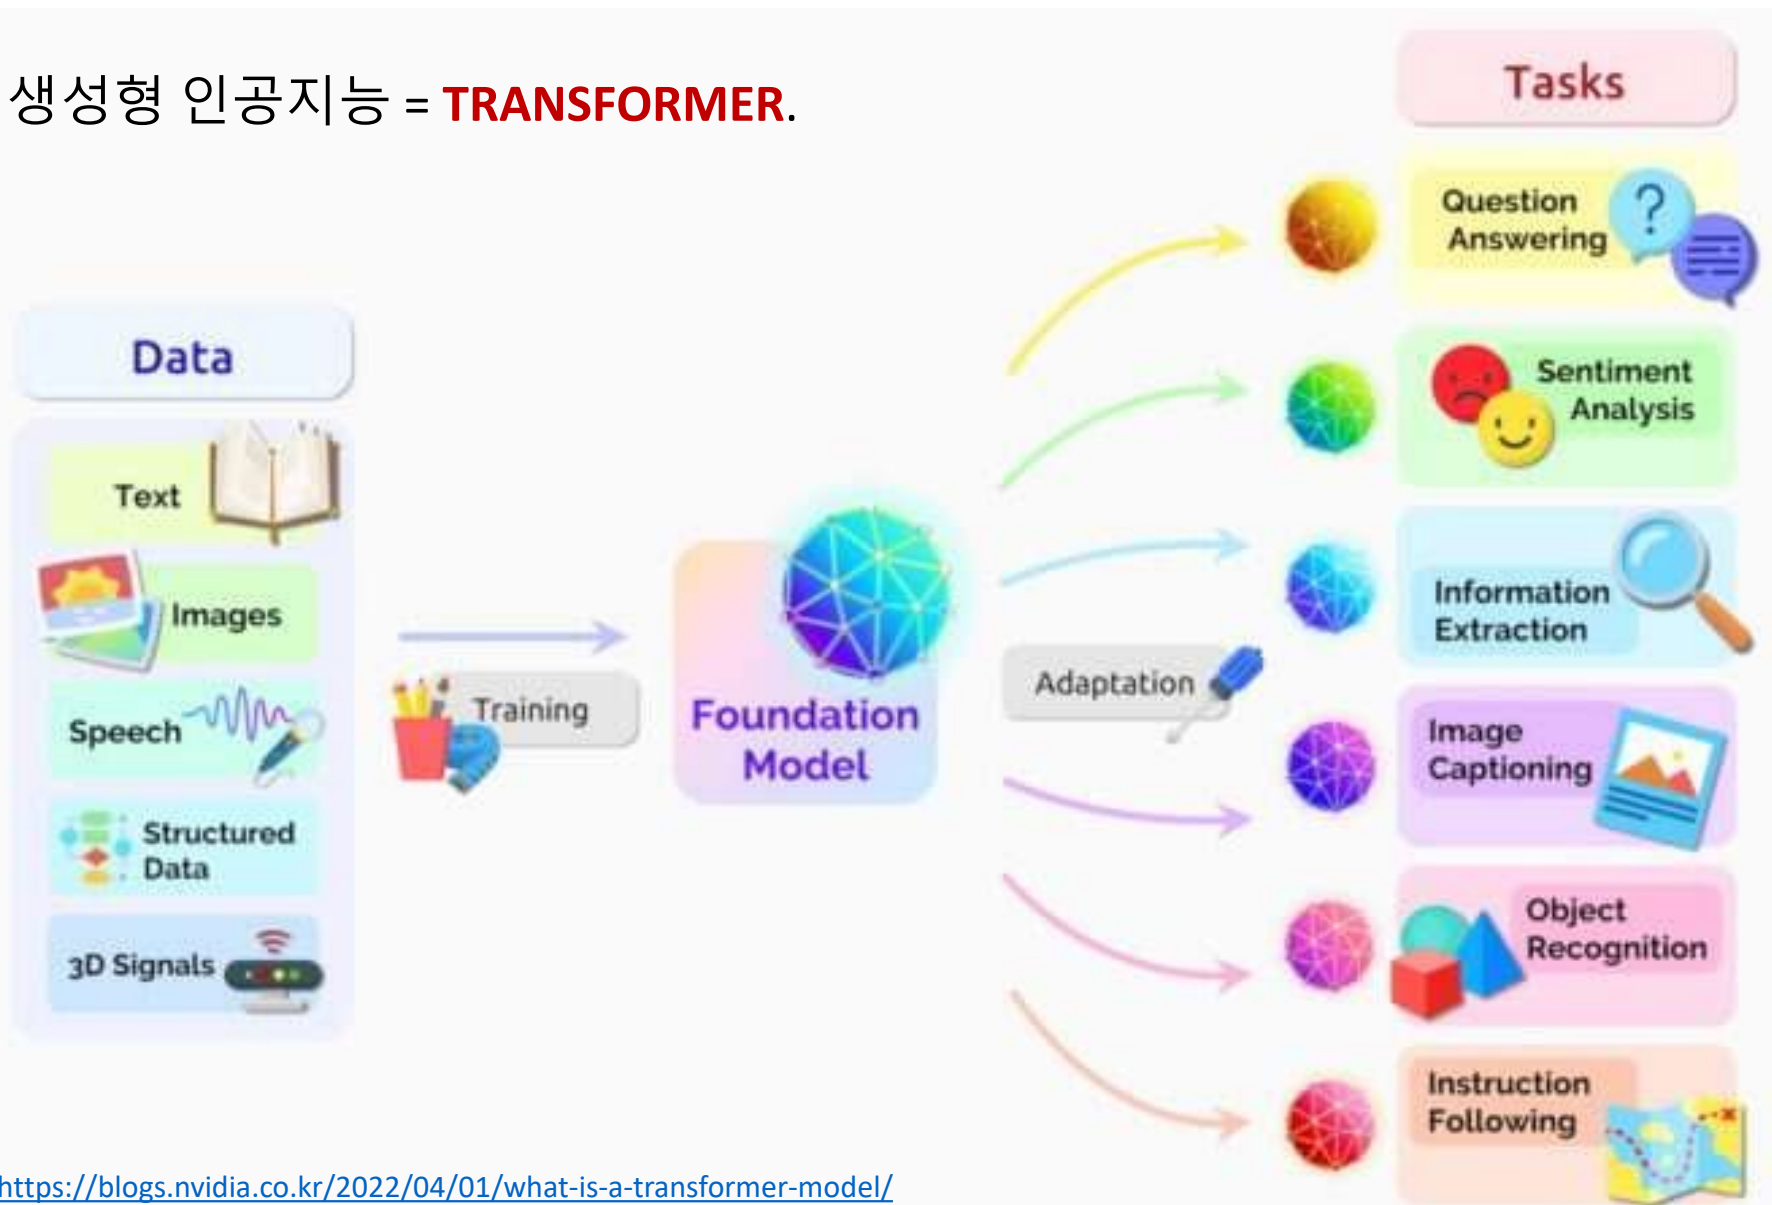 생성형 인공지능 = TRANSFORMER.
Data
Text
Images
Speech
Structured
Data
3D Signals
Training
Foundation
Model
Adaptation
Tasks
Question
Answering
Sentiment
Analysis
Information
Extraction
Image
Captioning
Object
Recognition
Instruction
Following
https://blogs.nvidia.co.kr/2022/04/01/what-is-a-transformer-model/